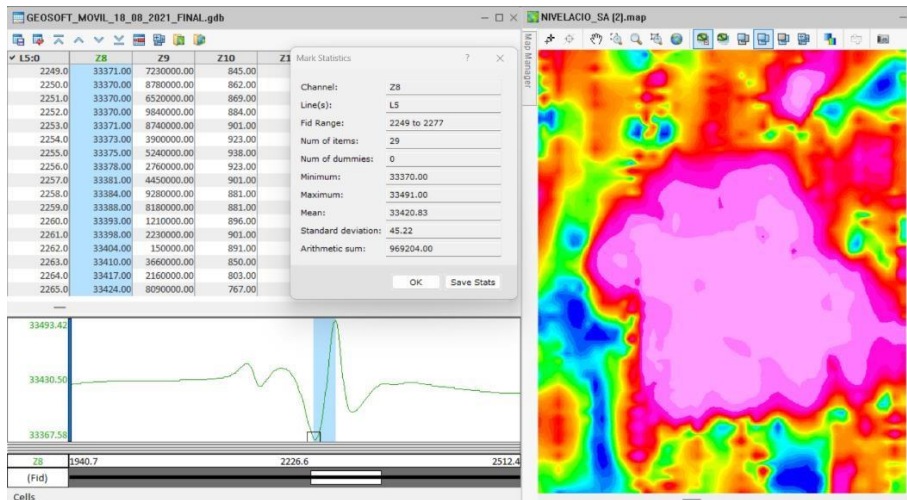 GEOSOFT_MOVIL_18_08_2021_FINAL.gdb
L5:0 Z8 Z9 Z10 Z1
2249.0 33371.00 7230000.00 845.00
2250.0 33370.00 8780000.00 862.00
2251.0 33370.00 6520000.00 869.00
2252.0 33370.00 9840000.00 884.00
2253.0 33371.00 8740000.00 901.00
2254.0 33373.00 3900000.00 923.00
2255.0 33375.00 5240000.00 938.00
2256.0 33378.00 2760000.00 923.00
2257.0 33381.00 4450000.00 901.00
2258.0 33384.00 9280000.00 881.00
2259.0 33388.00 8180000.00 881.00
2260.0 33393.00 1210000.00 896.00
2261.0 33398.00 2230000.00 901.00
2262.0 33404.00 150000.00 891.00
2263.0 33410.00 3660000.00 850.00
2264.0 33417.00 2160000.00 803.00
2265.0 33424.00 8090000.00 767.00
Mark Statistics
Channel: Z8
Line(s): L5
Fid Range: 2249 to 2277
Num of items: 29
Num of dummies: 0
Minimum: 33370.00
Maximum: 33491.00
Mean: 33420.83
Standard deviation: 45.22
Arithmetic sum: 969204.00
OK Save Stats
33493.42
33430.50
33367.58
Z8 1940.7 2226.6 2512.4
(Fid)
Cells
NIVELACIO_SA (2).map
Map Manager